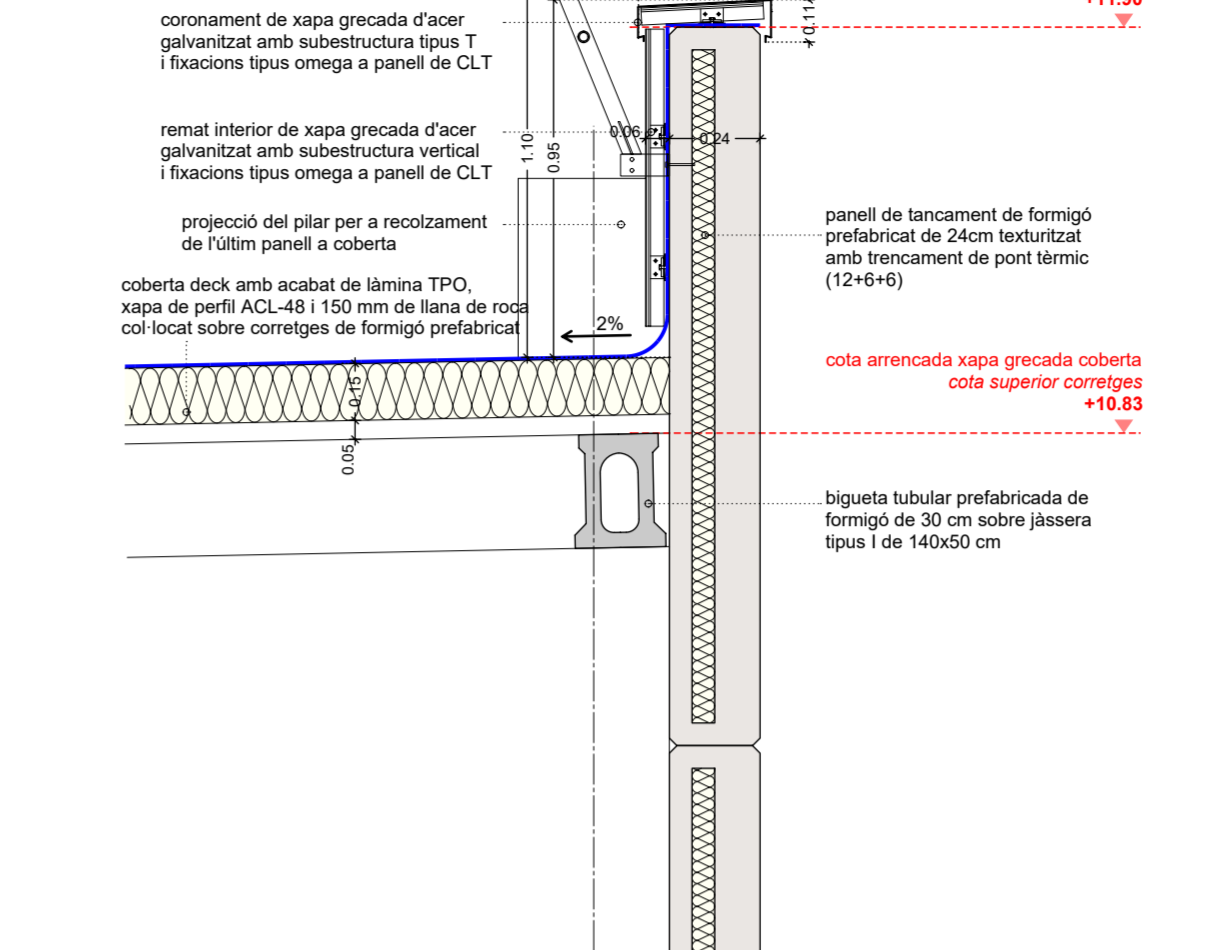 coronament de xapa grecada d'acer
galvanitzat amb subestructura tipus T
i fixacions tipus omega a panell de CLT
0.11
remat interior de xapa grecada d'acer
galvanitzat amb subestructura vertical
i fixacions tipus omega a panell de CLT
1.10
0.95
0.06
0.24
projecció del pilar per a recolzament
de l'últim panell a coberta
panell de tancament de formigó
prefabricat de 24cm texturitzat
amb trencament de pont tèrmic
(12+6+6)
coberta deck amb acabat de làmina TPO,
xapa de perfil ACL-48 i 150 mm de llana de roca
col·locat sobre corretges de formigó prefabricat
2%
cota arrencada xapa grecada coberta
cota superior corretges
+10.83
0.15
0.05
bigueta tubular prefabricada de
formigó de 30 cm sobre jàssera
tipus I de 140x50 cm